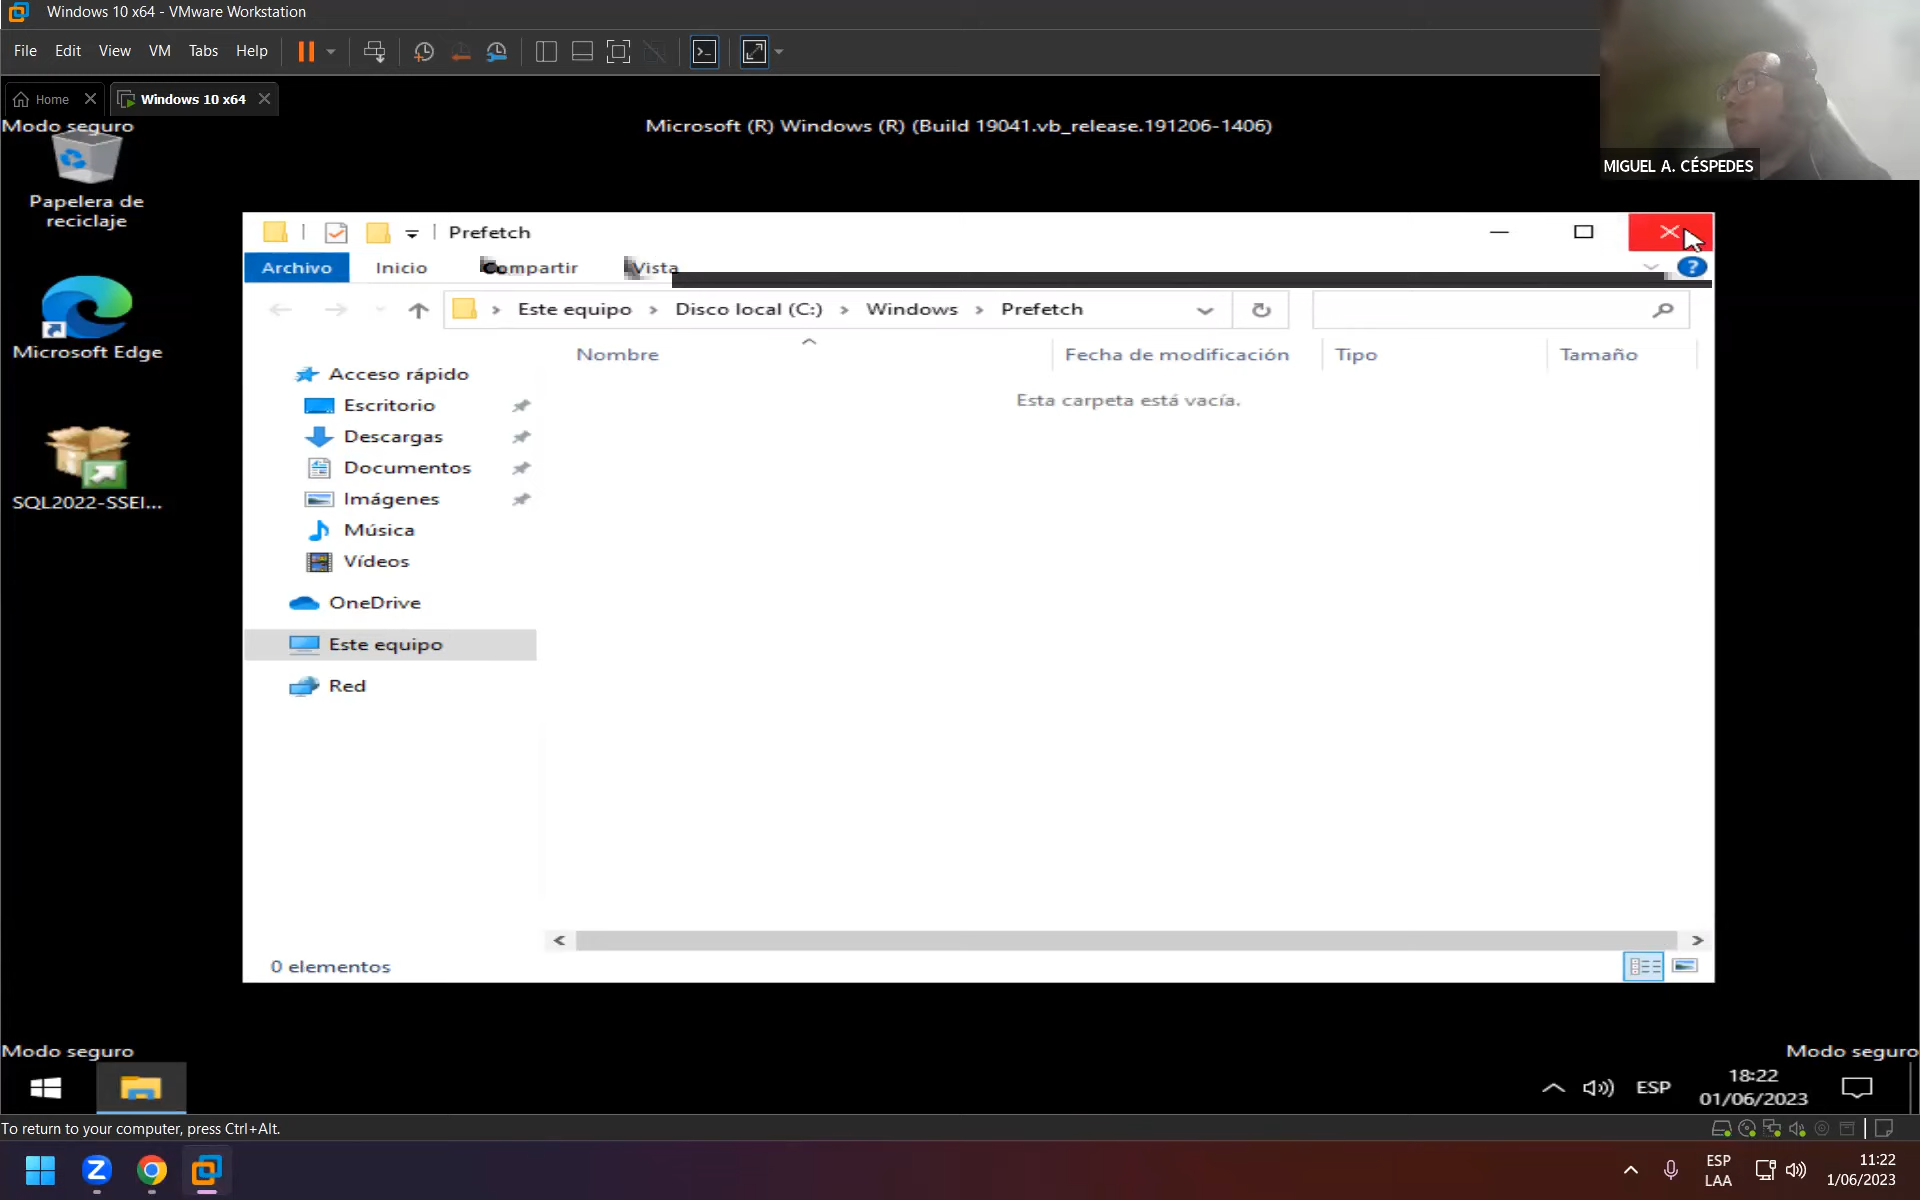 Windows 10 x64 - VMware Workstation
File Edit View VM Tabs Help
Home
Windows 10 x64
Modo seguro
Microsoft (R) Windows (R) (Build 19041.vb_release.191206-1406)
MIGUEL A. CÉSPEDES
Papelera de
reciclaje
Microsoft Edge
SQL2022-SSEI...
Prefetch
Archivo Inicio Compartir Vista
Este equipo > Disco local (C:) > Windows > Prefetch
Nombre Fecha de modificación Tipo Tamaño
Esta carpeta está vacía.
Acceso rápido
Escritorio
Descargas
Documentos
Imágenes
Música
Vídeos
OneDrive
Este equipo
Red
0 elementos
Modo seguro
Modo seguro
ESP
18:22
01/06/2023
To return to your computer, press Ctrl+Alt.
ESP
LAA
11:22
1/06/2023